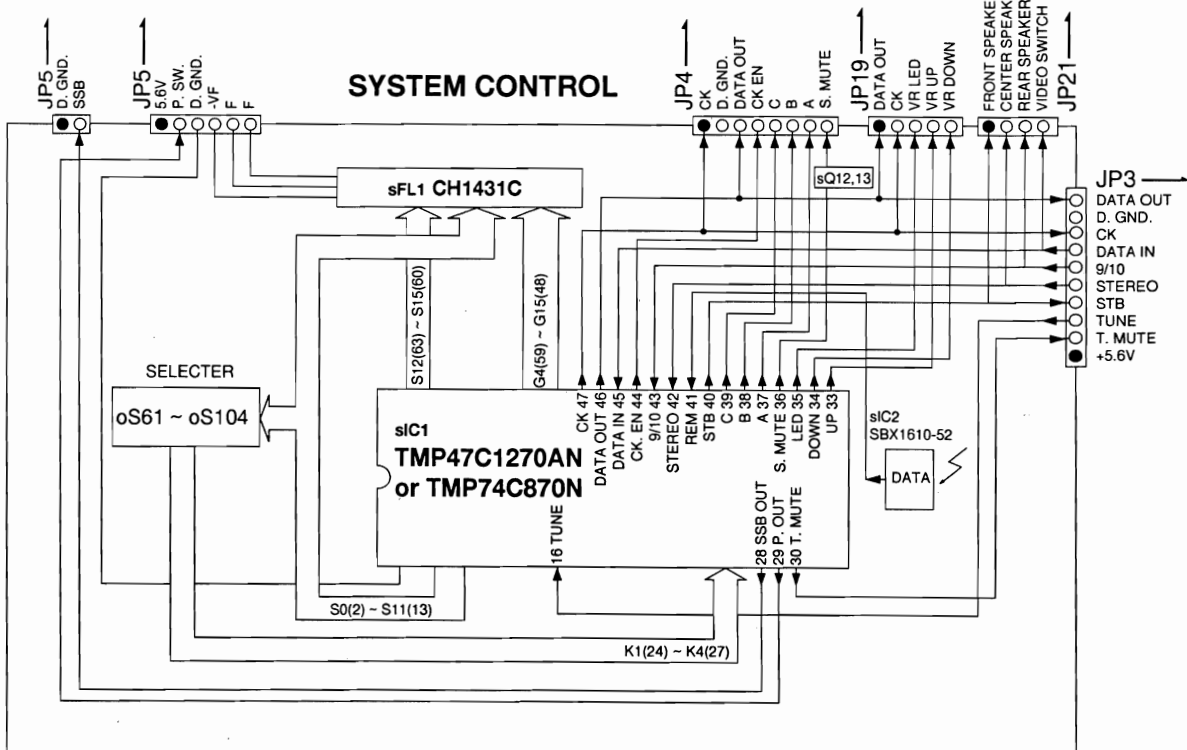 SYSTEM CONTROL
JP5
D. GND.
SSB
JP5
5.6V
P. SW.
D. GND.
-VF
F
F
JP4
CK
D. GND.
DATA OUT
CK EN
C
B
A
S. MUTE
JP19
DATA OUT
CK
VR LED
VR UP
VR DOWN
FRONT SPEAKE
CENTER SPEAK
REAR SPEAKER
VIDEO SWITCH
JP21
JP3
DATA OUT
D. GND.
CK
DATA IN
9/10
STEREO
STB
TUNE
T. MUTE
+5.6V
sFL1 CH1431C
sQ12,13
S12(63) ~ S15(60)
G4(59) ~ G15(48)
SELECTER
oS61 ~ oS104
sIC1
TMP47C1270AN
or TMP74C870N
CK 47
DATA OUT 46
DATA IN 45
CK. EN 44
9/10 43
STEREO 42
REM 41
STB 40
C 39
B 38
A 37
S. MUTE 36
LED 35
DOWN 34
UP 33
sIC2
SBX1610-52
DATA
16 TUNE
28 SSB OUT
29 P. OUT
30 T. MUTE
S0(2) ~ S11(13)
K1(24) ~ K4(27)